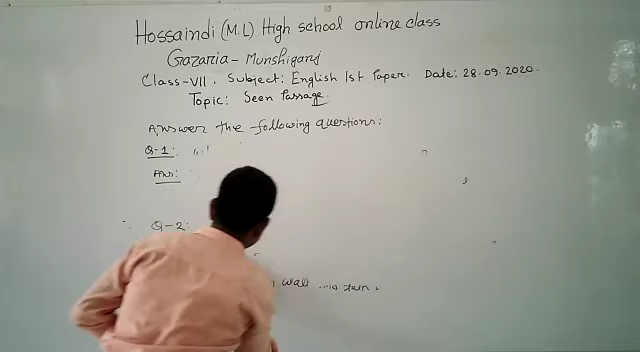 Hossaindi (M.L) High school online class
Gazaria - Munshiganj
Class-VII. Subject: English 1st Paper. Date: 28.09.2020.
Topic: Seen Passage
Answer the following questions:
Q-1:
Ans:
Q-2:
walk